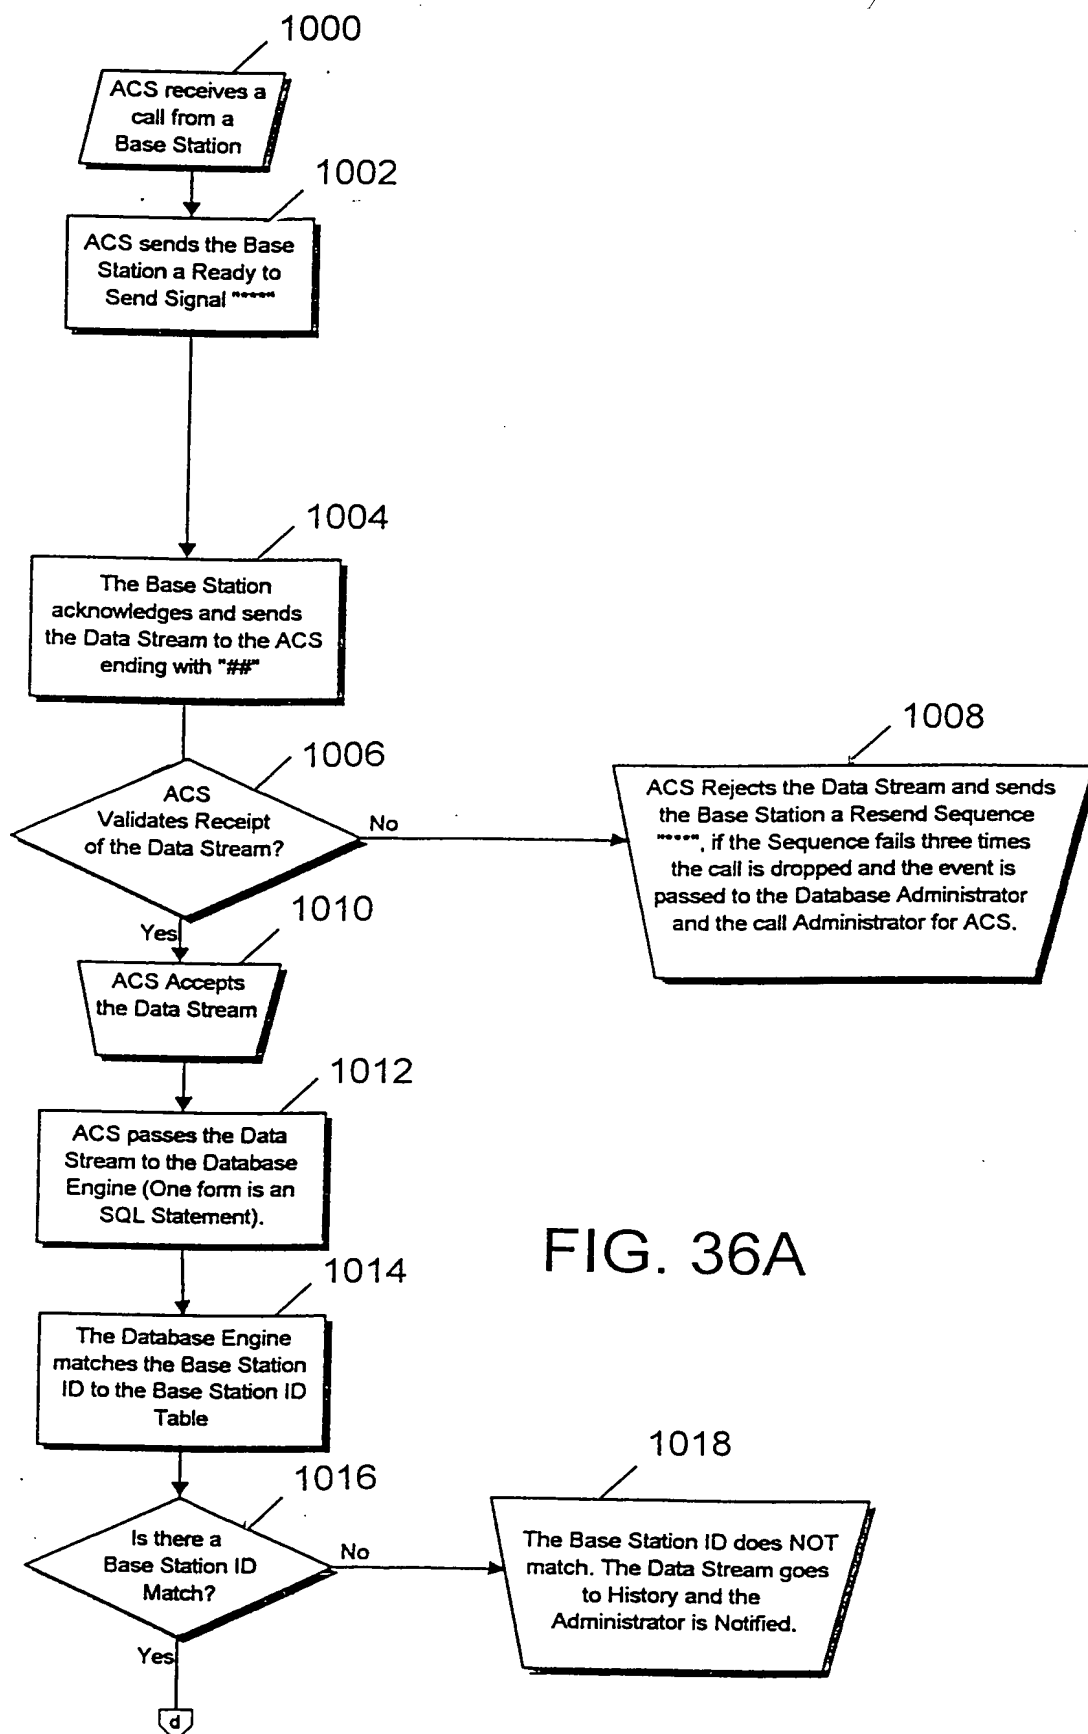 1000
ACS receives a
call from a
Base Station
1002
ACS sends the Base
Station a Ready to
Send Signal "****"
1004
The Base Station
acknowledges and sends
the Data Stream to the ACS
ending with "##"
1006
ACS
Validates Receipt
of the Data Stream?
No
1008
ACS Rejects the Data Stream and sends
the Base Station a Resend Sequence
"****", if the Sequence fails three times
the call is dropped and the event is
passed to the Database Administrator
and the call Administrator for ACS.
Yes
1010
ACS Accepts
the Data Stream
1012
ACS passes the Data
Stream to the Database
Engine (One form is an
SQL Statement).
FIG. 36A
1014
The Database Engine
matches the Base Station
ID to the Base Station ID
Table
1016
Is there a
Base Station ID
Match?
No
1018
The Base Station ID does NOT
match. The Data Stream goes
to History and the
Administrator is Notified.
Yes
d